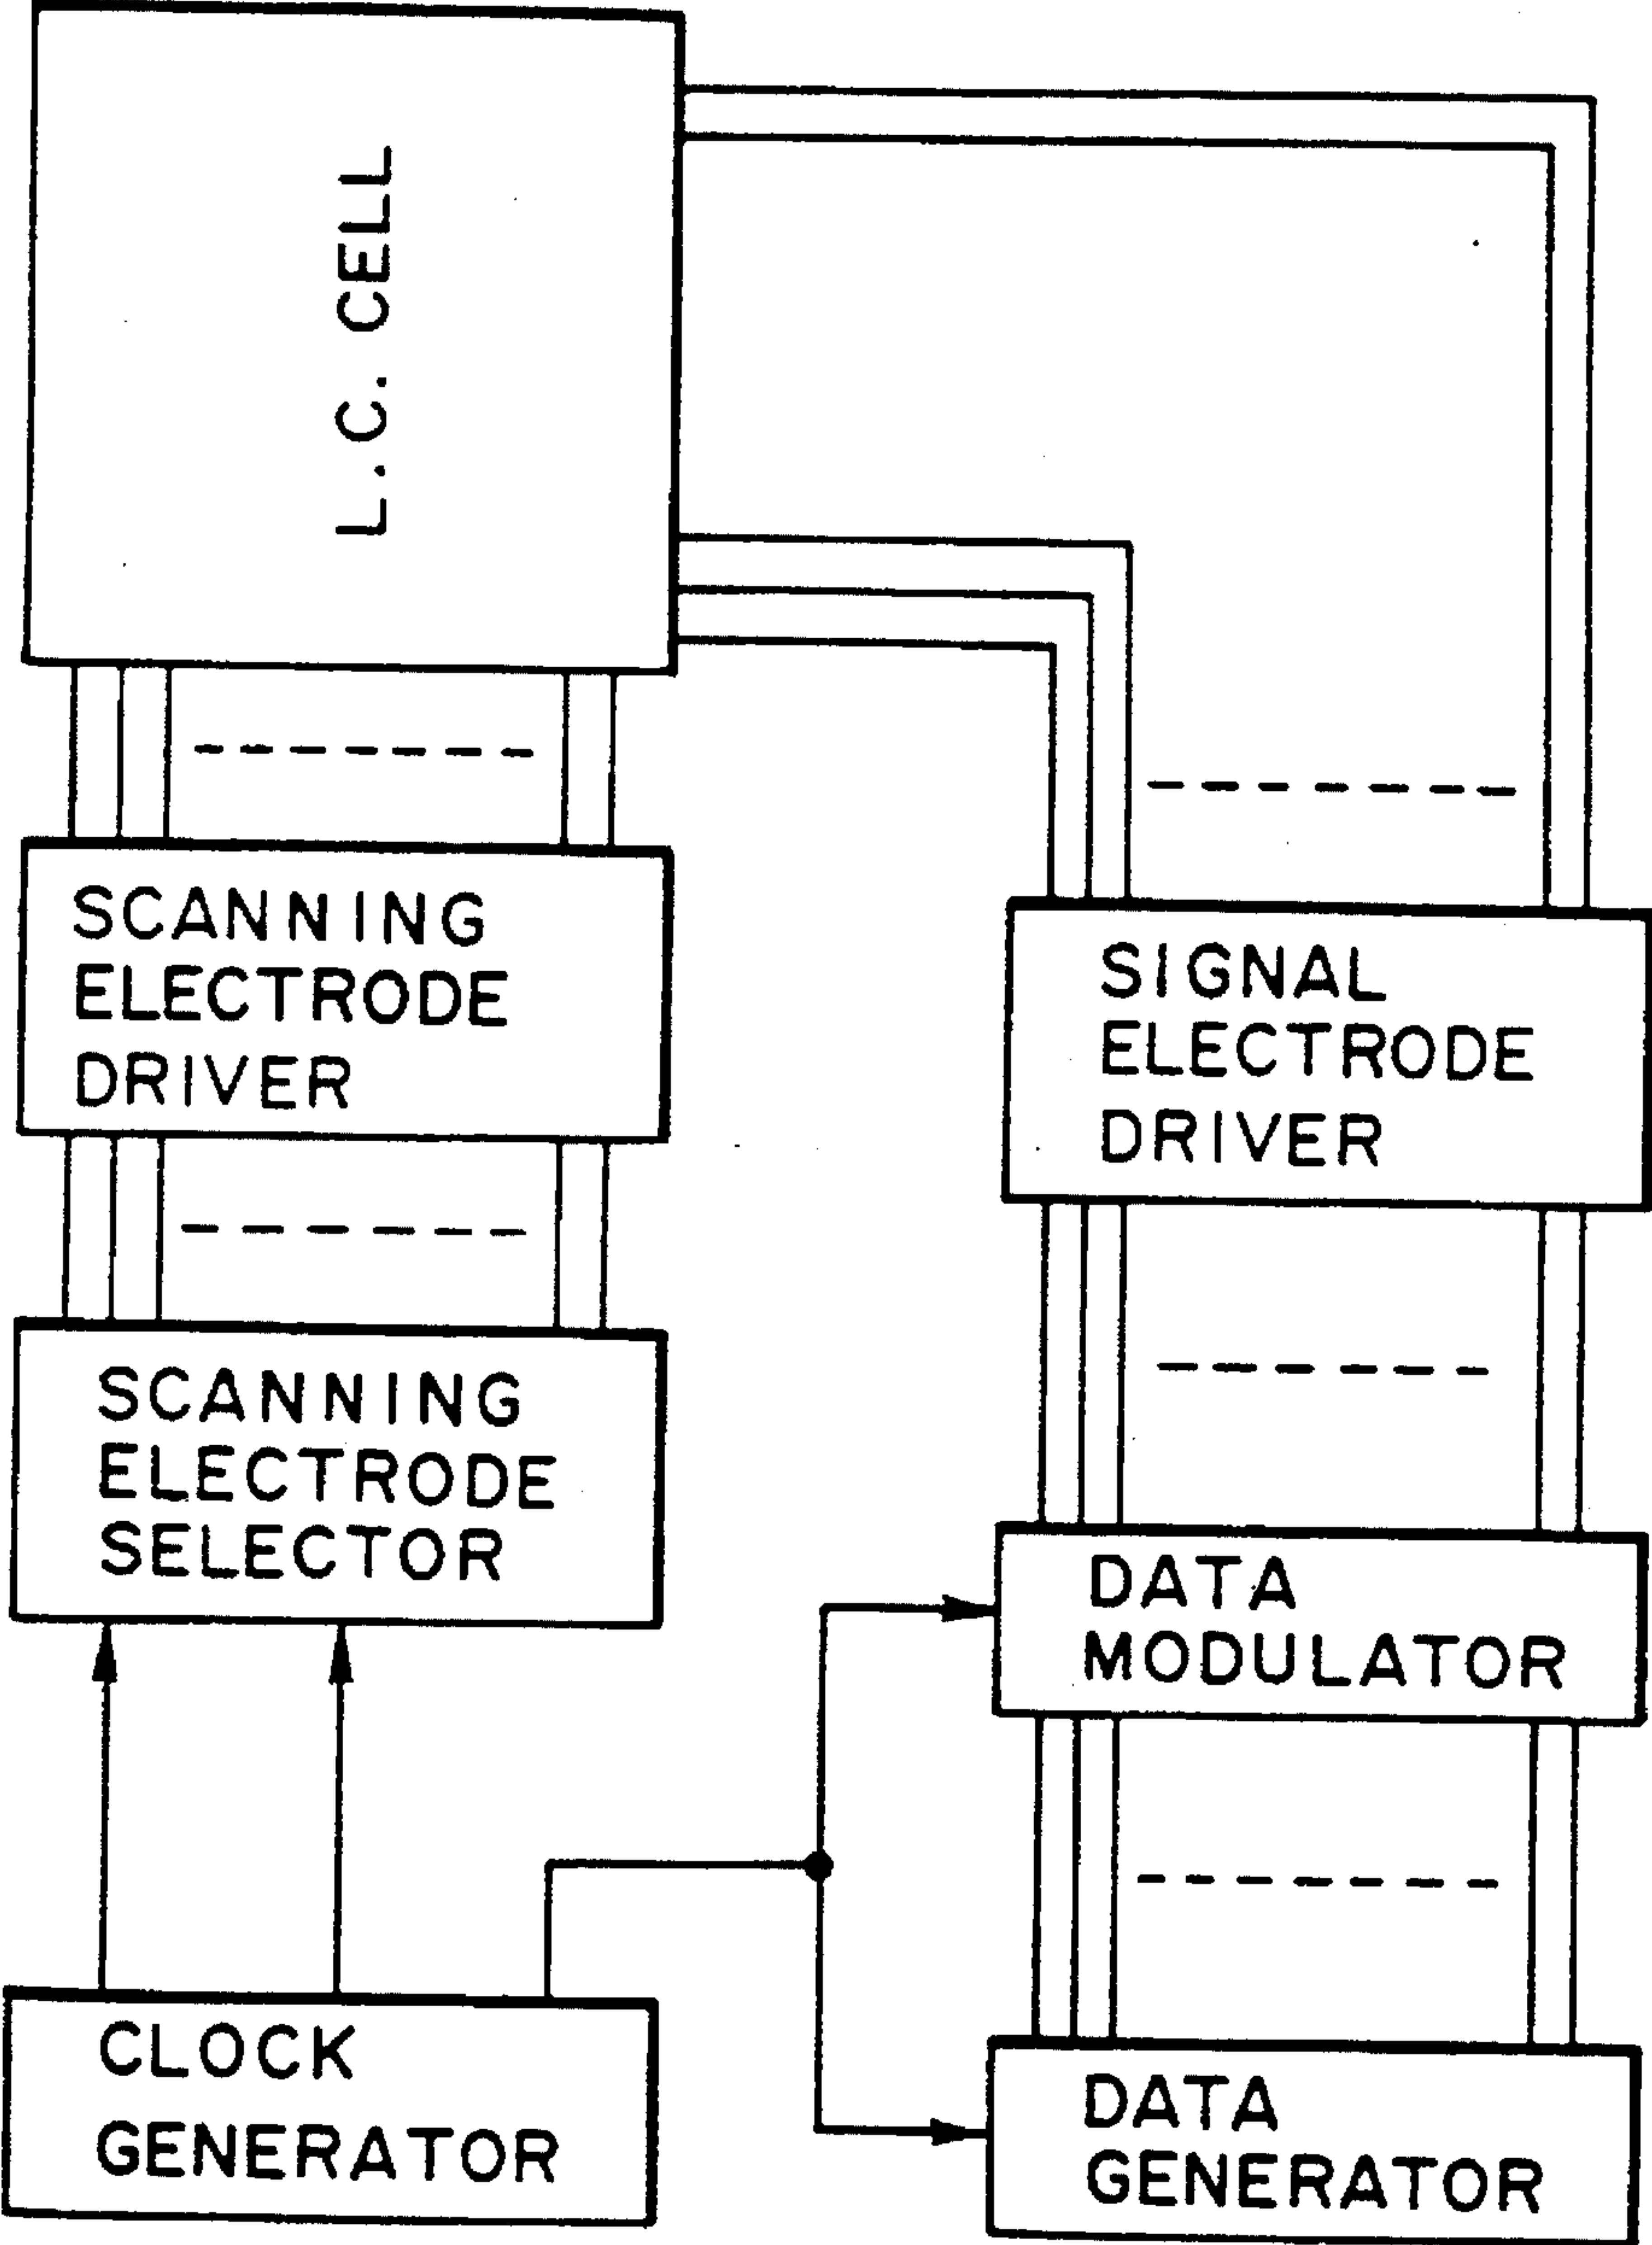 L.C. CELL
SCANNING
ELECTRODE
DRIVER
SIGNAL
ELECTRODE
DRIVER
SCANNING
ELECTRODE
SELECTOR
DATA
MODULATOR
CLOCK
GENERATOR
DATA
GENERATOR